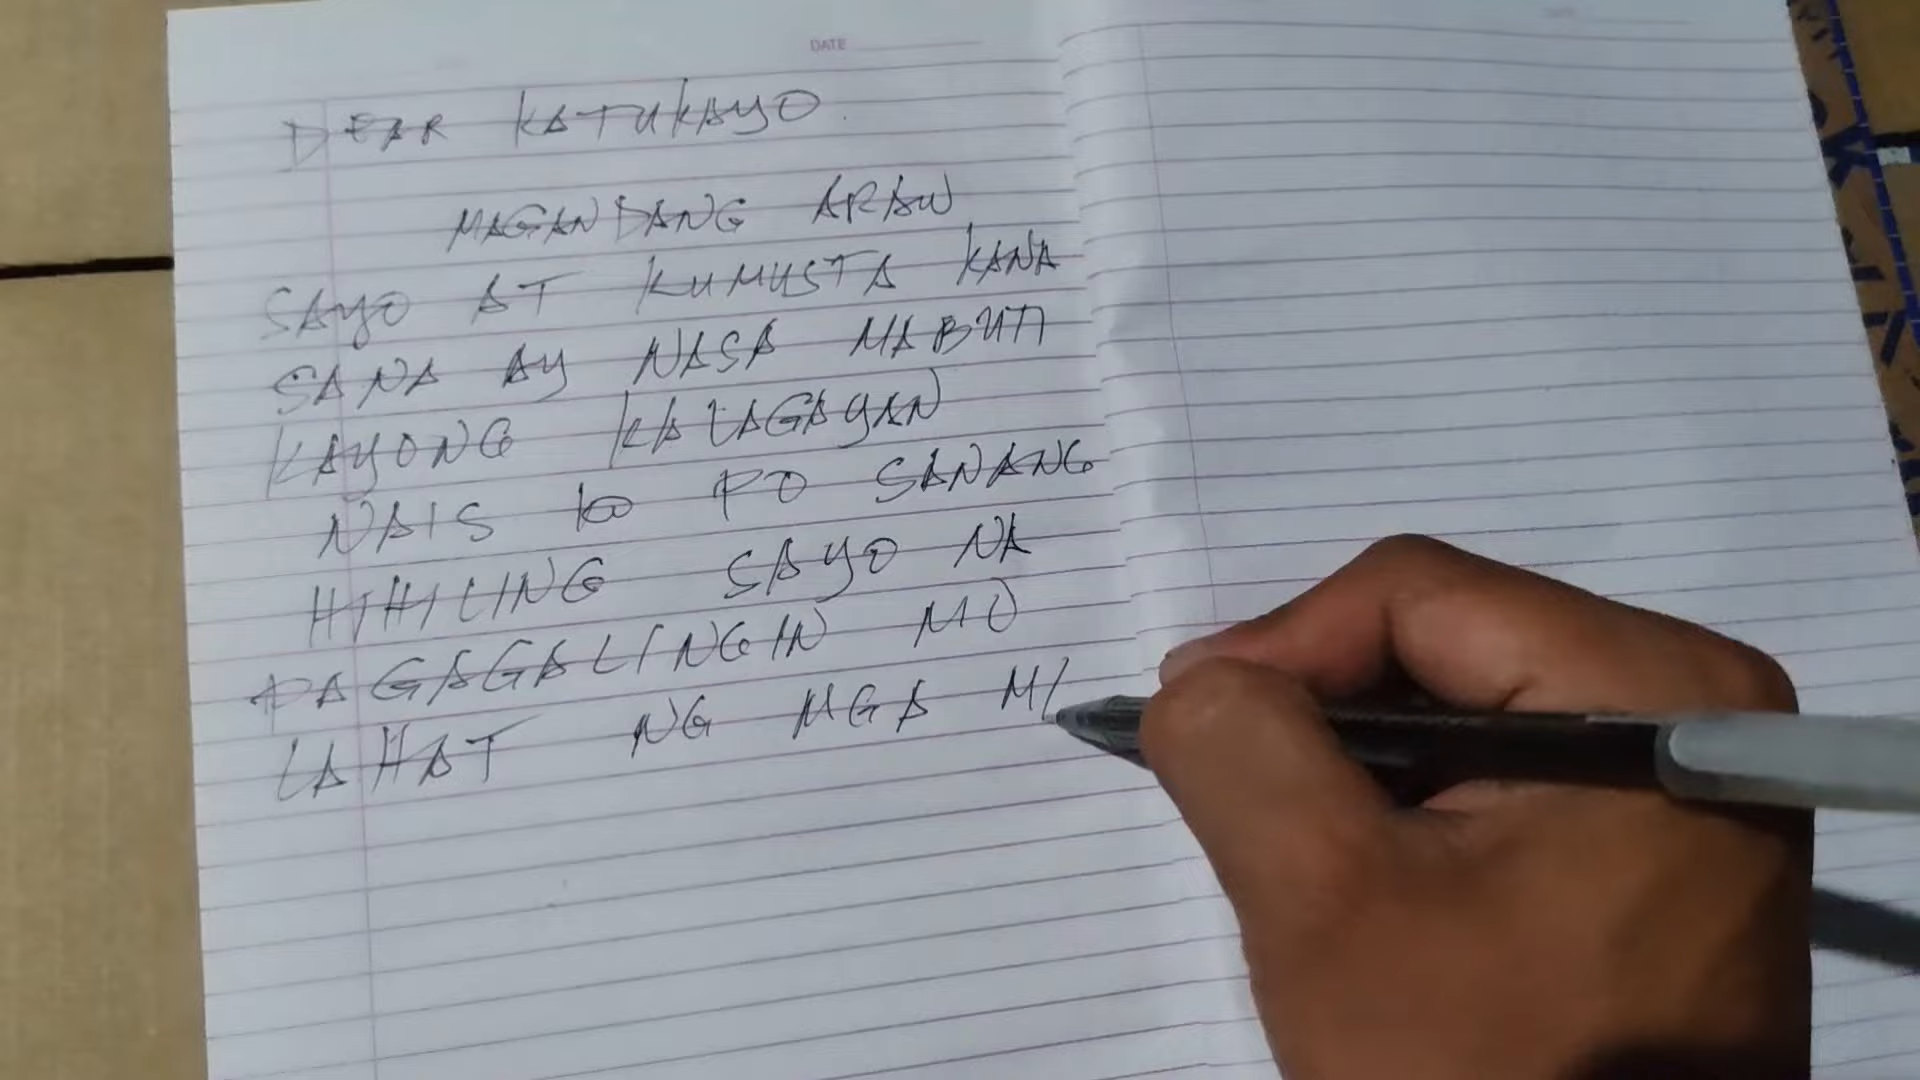 DATE
DEAR KATUKAYO
MAGANDANG ARAW
SAYO AT KUMUSTA KANA
SANA AY NASA MABUTI
KAYONG KALAGAYAN
NAIS KO PO SANANG
HIHILING SAYO NA
PAGAGALINGIN MO
LAHAT NG MGA